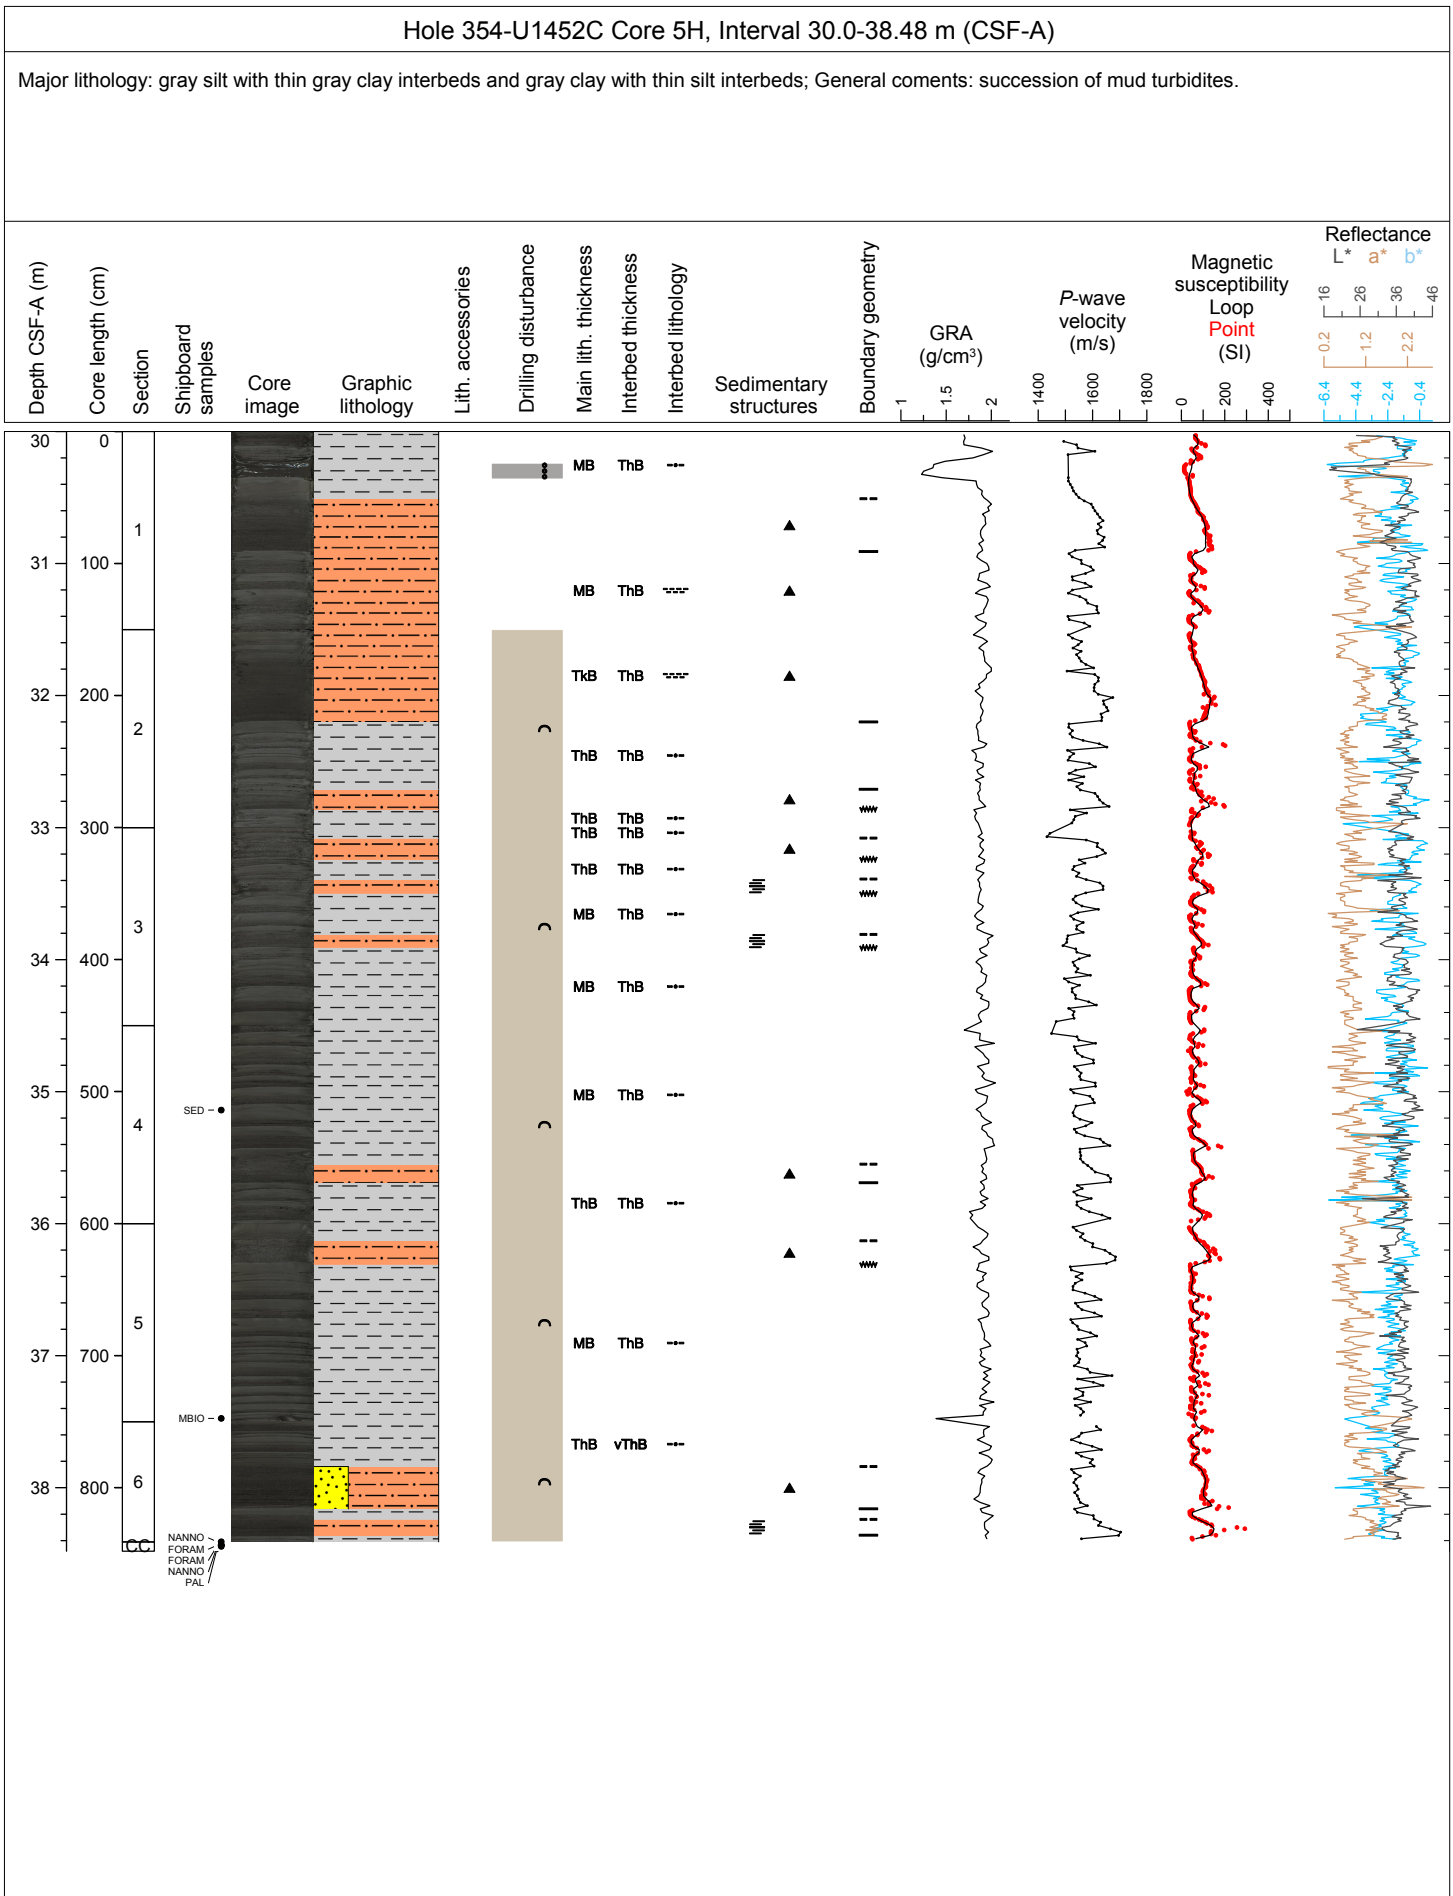 Hole 354-U1452C Core 5H, Interval 30.0-38.48 m (CSF-A)
Major lithology: gray silt with thin gray clay interbeds and gray clay with thin silt interbeds; General coments: succession of mud turbidites.
Depth CSF-A (m)
Core length (cm)
Section
Shipboard
samples
Core
image
Graphic
lithology
Lith. accessories
Drilling disturbance
Main lith. thickness
Interbed thickness
Interbed lithology
Sedimentary
structures
Boundary geometry
GRA
(g/cm³)
1 1.5 2
P-wave
velocity
(m/s)
1400 1600 1800
Magnetic
susceptibility
Loop
Point
(SI)
0 200 400
Reflectance
L* a* b*
16 26 36 46
0.2 1.2 2.2
-6.4 -4.4 -2.4 -0.4
30 0
MB ThB
1
31 100
MB ThB
TkB ThB
32 200
2
ThB ThB
ThB ThB
33 300
ThB ThB
ThB ThB
MB ThB
3
34 400
MB ThB
35 500
MB ThB
SED
4
ThB ThB
36 600
5
MB ThB
37 700
MBIO
ThB vThB
6
38 800
NANNO
CC
FORAM
FORAM
NANNO
PAL